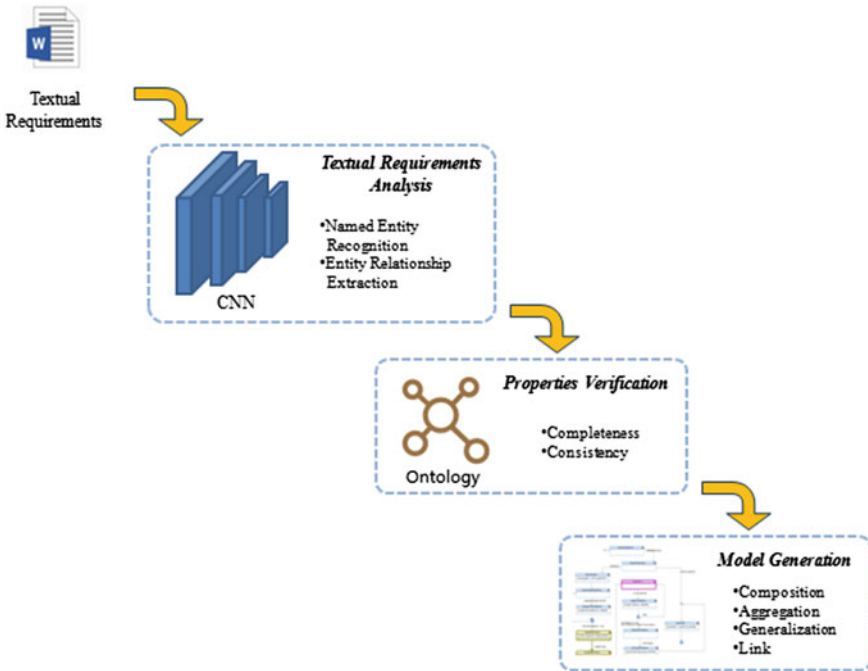 W
Textual
Requirements
Textual Requirements
Analysis
•Named Entity
Recognition
•Entity Relationship
Extraction
CNN
Properties Verification
•Completeness
•Consistency
Ontology
Model Generation
•Composition
•Aggregation
•Generalization
•Link